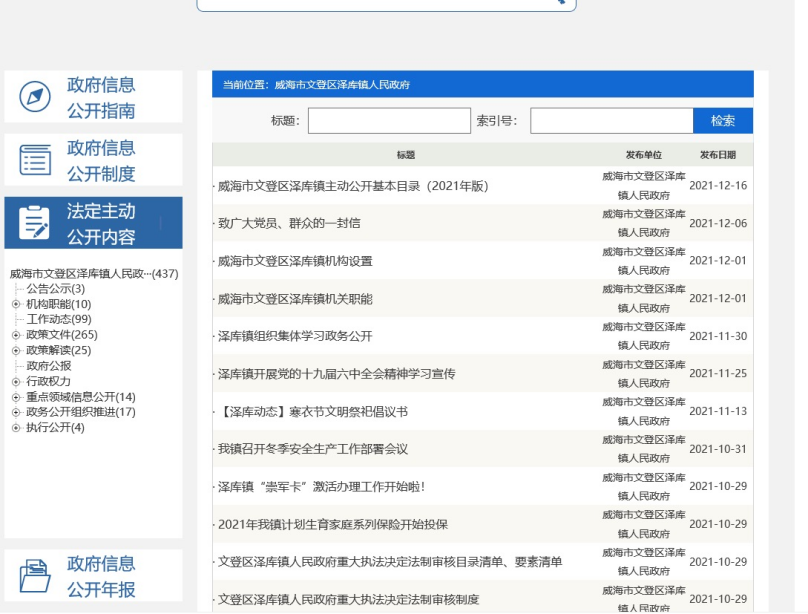 政府信息
公开指南
政府信息
公开制度
法定主动
公开内容
威海市文登区泽库镇人民政…(437)
公告公示(3)
机构职能(10)
工作动态(99)
政策文件(265)
政策解读(25)
政府公报
行政权力
重点领域信息公开(14)
政务公开组织推进(17)
执行公开(4)
政府信息
公开年报
当前位置：威海市文登区泽库镇人民政府
标题： 索引号： 检索
标题 发布单位 发布日期
· 威海市文登区泽库镇主动公开基本目录（2021年版） 威海市文登区泽库镇人民政府 2021-12-16
· 致广大党员、群众的一封信 威海市文登区泽库镇人民政府 2021-12-06
· 威海市文登区泽库镇机构设置 威海市文登区泽库镇人民政府 2021-12-01
· 威海市文登区泽库镇机关职能 威海市文登区泽库镇人民政府 2021-12-01
· 泽库镇组织集体学习政务公开 威海市文登区泽库镇人民政府 2021-11-30
· 泽库镇开展党的十九届六中全会精神学习宣传 威海市文登区泽库镇人民政府 2021-11-25
· 【泽库动态】寒衣节文明祭祀倡议书 威海市文登区泽库镇人民政府 2021-11-13
· 我镇召开冬季安全生产工作部署会议 威海市文登区泽库镇人民政府 2021-10-31
· 泽库镇“崇军卡”激活办理工作开始啦！ 威海市文登区泽库镇人民政府 2021-10-29
· 2021年我镇计划生育家庭系列保险开始投保 威海市文登区泽库镇人民政府 2021-10-29
· 文登区泽库镇人民政府重大执法决定法制审核目录清单、要素清单 威海市文登区泽库镇人民政府 2021-10-29
· 文登区泽库镇人民政府重大执法决定法制审核制度 威海市文登区泽库镇人民政府 2021-10-29